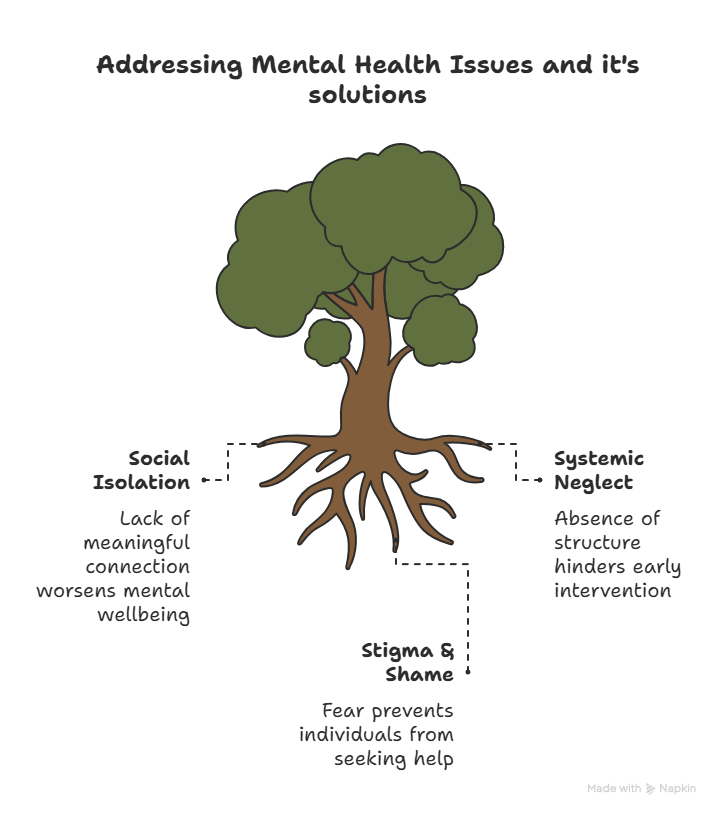 Addressing Mental Health Issues and it's
solutions
Social
Isolation
Lack of
meaningful
connection
worsens mental
wellbeing
Systemic
Neglect
Absence of
structure
hinders early
intervention
Stigma &
Shame
Fear prevents
individuals from
seeking help
Made with Napkin